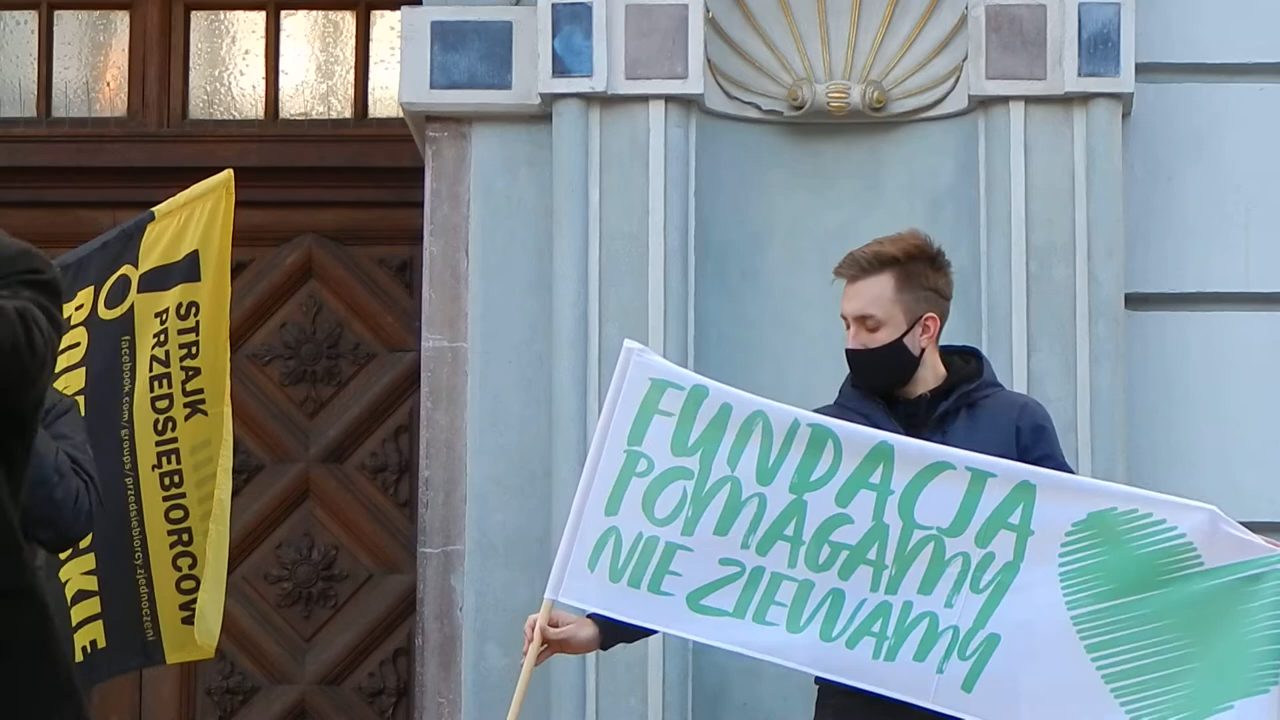 STRAJK
PRZEDSIĘBIORCÓW
facebook.com/groups/przedsiebiorcy.zjednoczeni
FUNDACJA
POMAGAMY
NIE ZIEWAMY